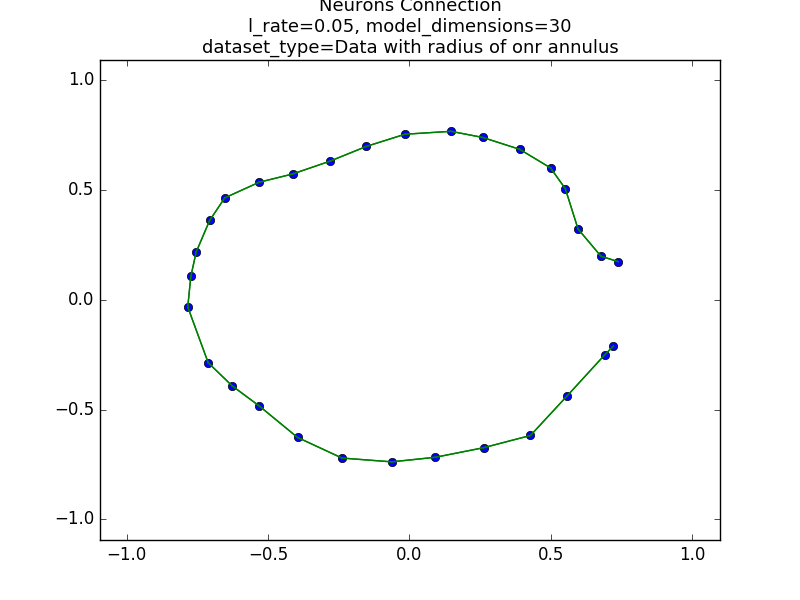 Neurons Connection
l_rate=0.05, model_dimensions=30
dataset_type=Data with radius of onr annulus
1.0
0.5
0.0
−0.5
−1.0
−1.0 −0.5 0.0 0.5 1.0